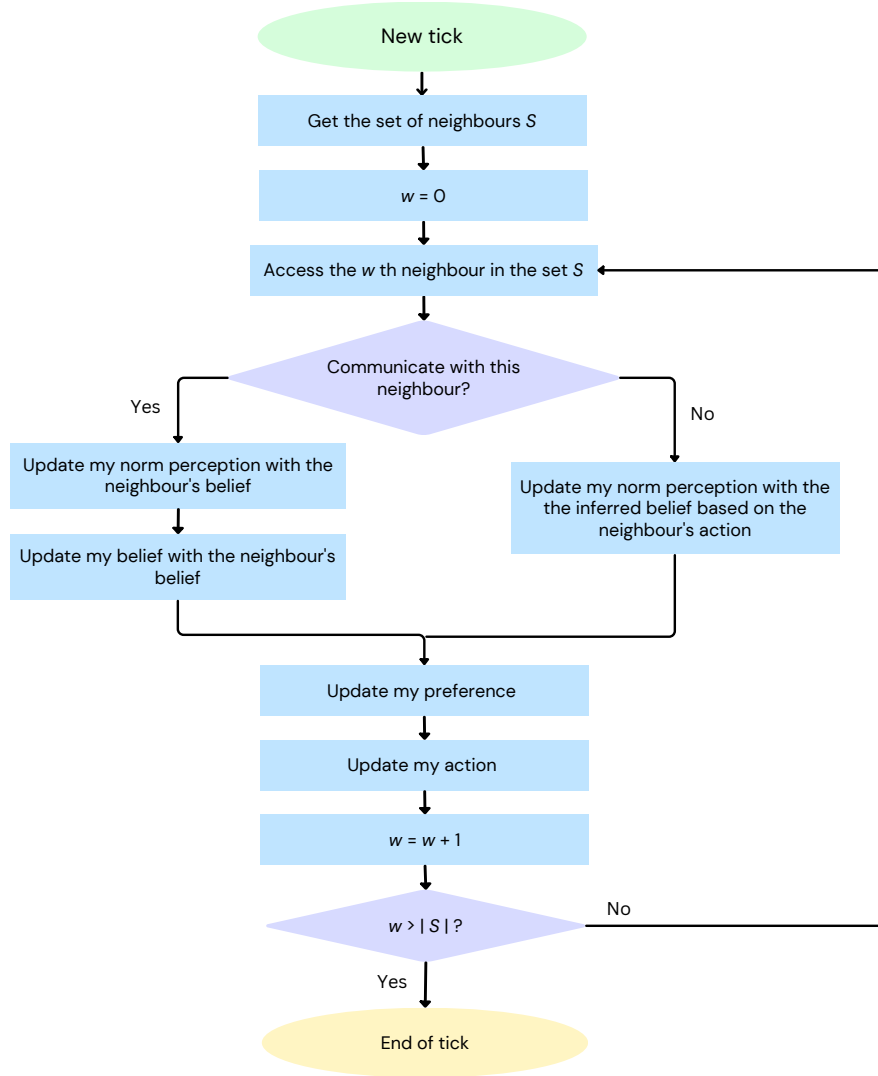 New tick
Get the set of neighbours S
w = 0
Access the w th neighbour in the set S
Communicate with this
neighbour?
Yes
No
Update my norm perception with the
neighbour's belief
Update my norm perception with the
the inferred belief based on the
neighbour's action
Update my belief with the neighbour's
belief
Update my preference
Update my action
w = w + 1
w > | S | ?
No
Yes
End of tick